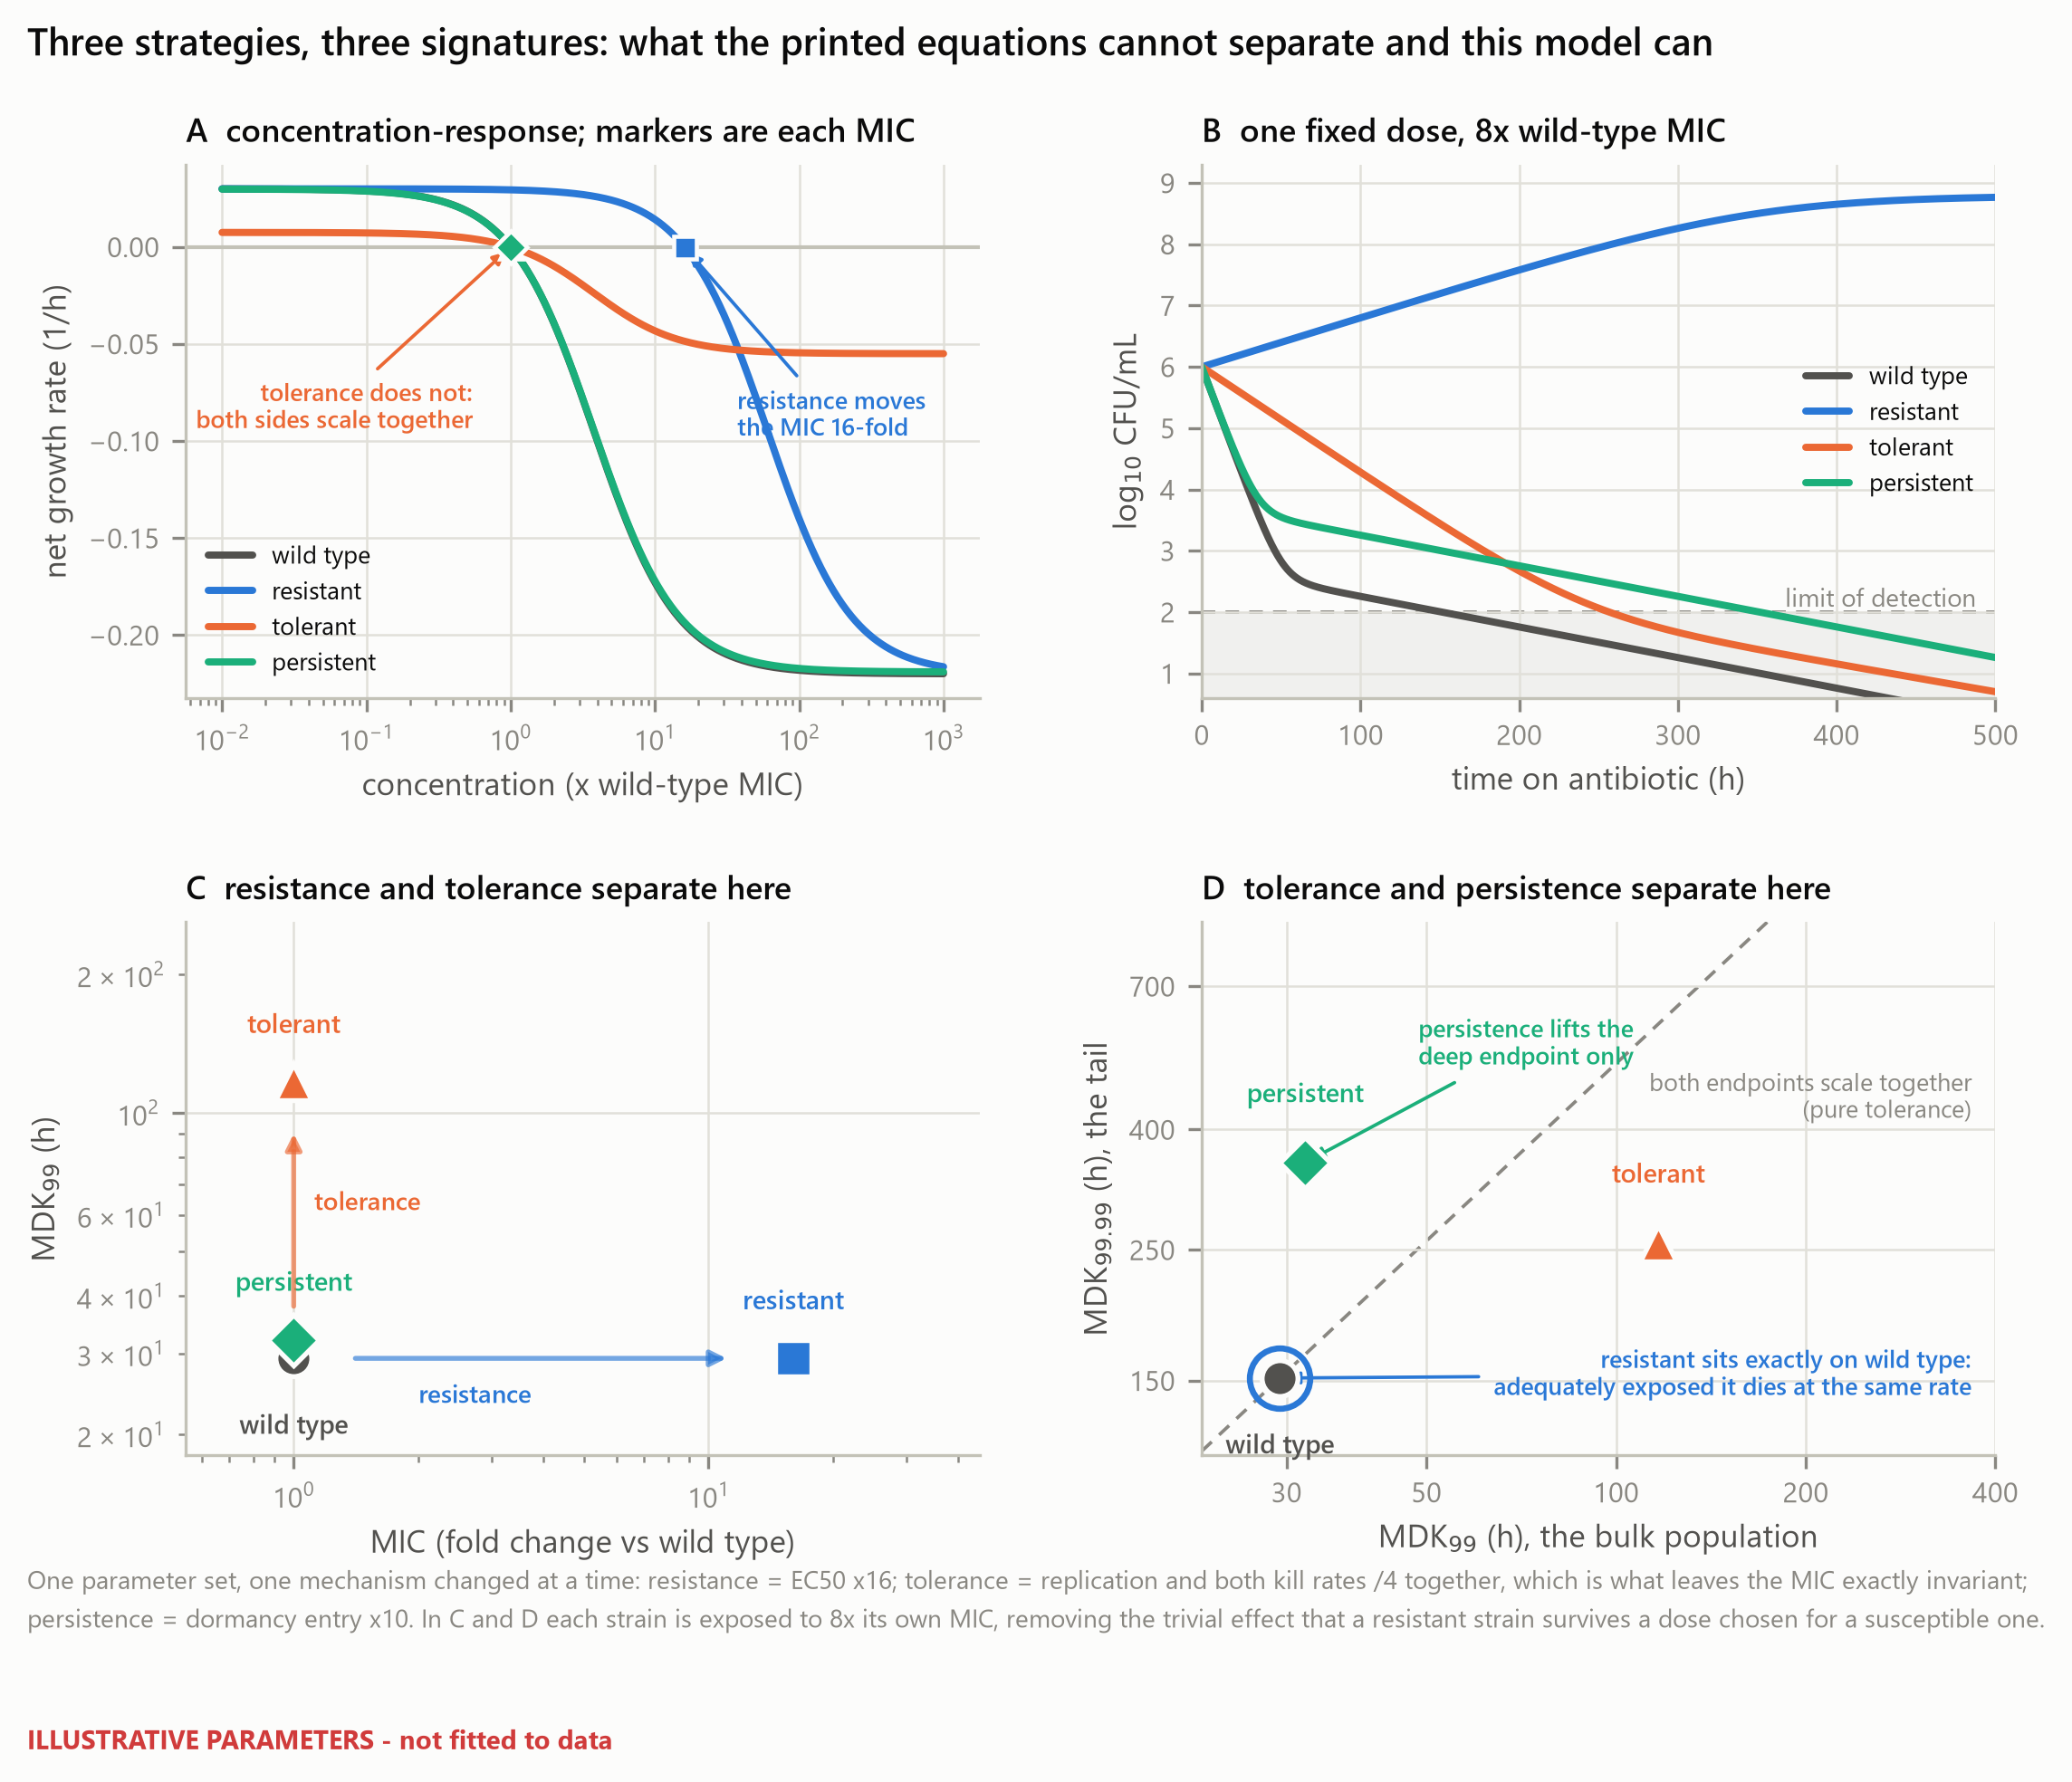 Three strategies, three signatures: what the printed equations cannot separate and this model can
A concentration-response; markers are each MIC
net growth rate (1/h)
0.00
−0.05
−0.10
−0.15
−0.20
tolerance does not:
both sides scale together
resistance moves
the MIC 16-fold
wild type
resistant
tolerant
persistent
10⁻²
10⁻¹
10⁰
10¹
10²
10³
concentration (x wild-type MIC)
B one fixed dose, 8x wild-type MIC
log₁₀ CFU/mL
9
8
7
6
5
4
3
2
1
wild type
resistant
tolerant
persistent
limit of detection
0
100
200
300
400
500
time on antibiotic (h)
C resistance and tolerance separate here
MDK₉₉ (h)
2 × 10²
10²
6 × 10¹
4 × 10¹
3 × 10¹
2 × 10¹
tolerant
tolerance
persistent
resistant
resistance
wild type
10⁰
10¹
MIC (fold change vs wild type)
D tolerance and persistence separate here
MDK₉₉.₉₉ (h), the tail
700
400
250
150
persistence lifts the
deep endpoint only
persistent
both endpoints scale together
(pure tolerance)
tolerant
resistant sits exactly on wild type:
adequately exposed it dies at the same rate
wild type
30
50
100
200
400
MDK₉₉ (h), the bulk population
One parameter set, one mechanism changed at a time: resistance = EC50 x16; tolerance = replication and both kill rates /4 together, which is what leaves the MIC exactly invariant;
persistence = dormancy entry x10. In C and D each strain is exposed to 8x its own MIC, removing the trivial effect that a resistant strain survives a dose chosen for a susceptible one.
ILLUSTRATIVE PARAMETERS - not fitted to data